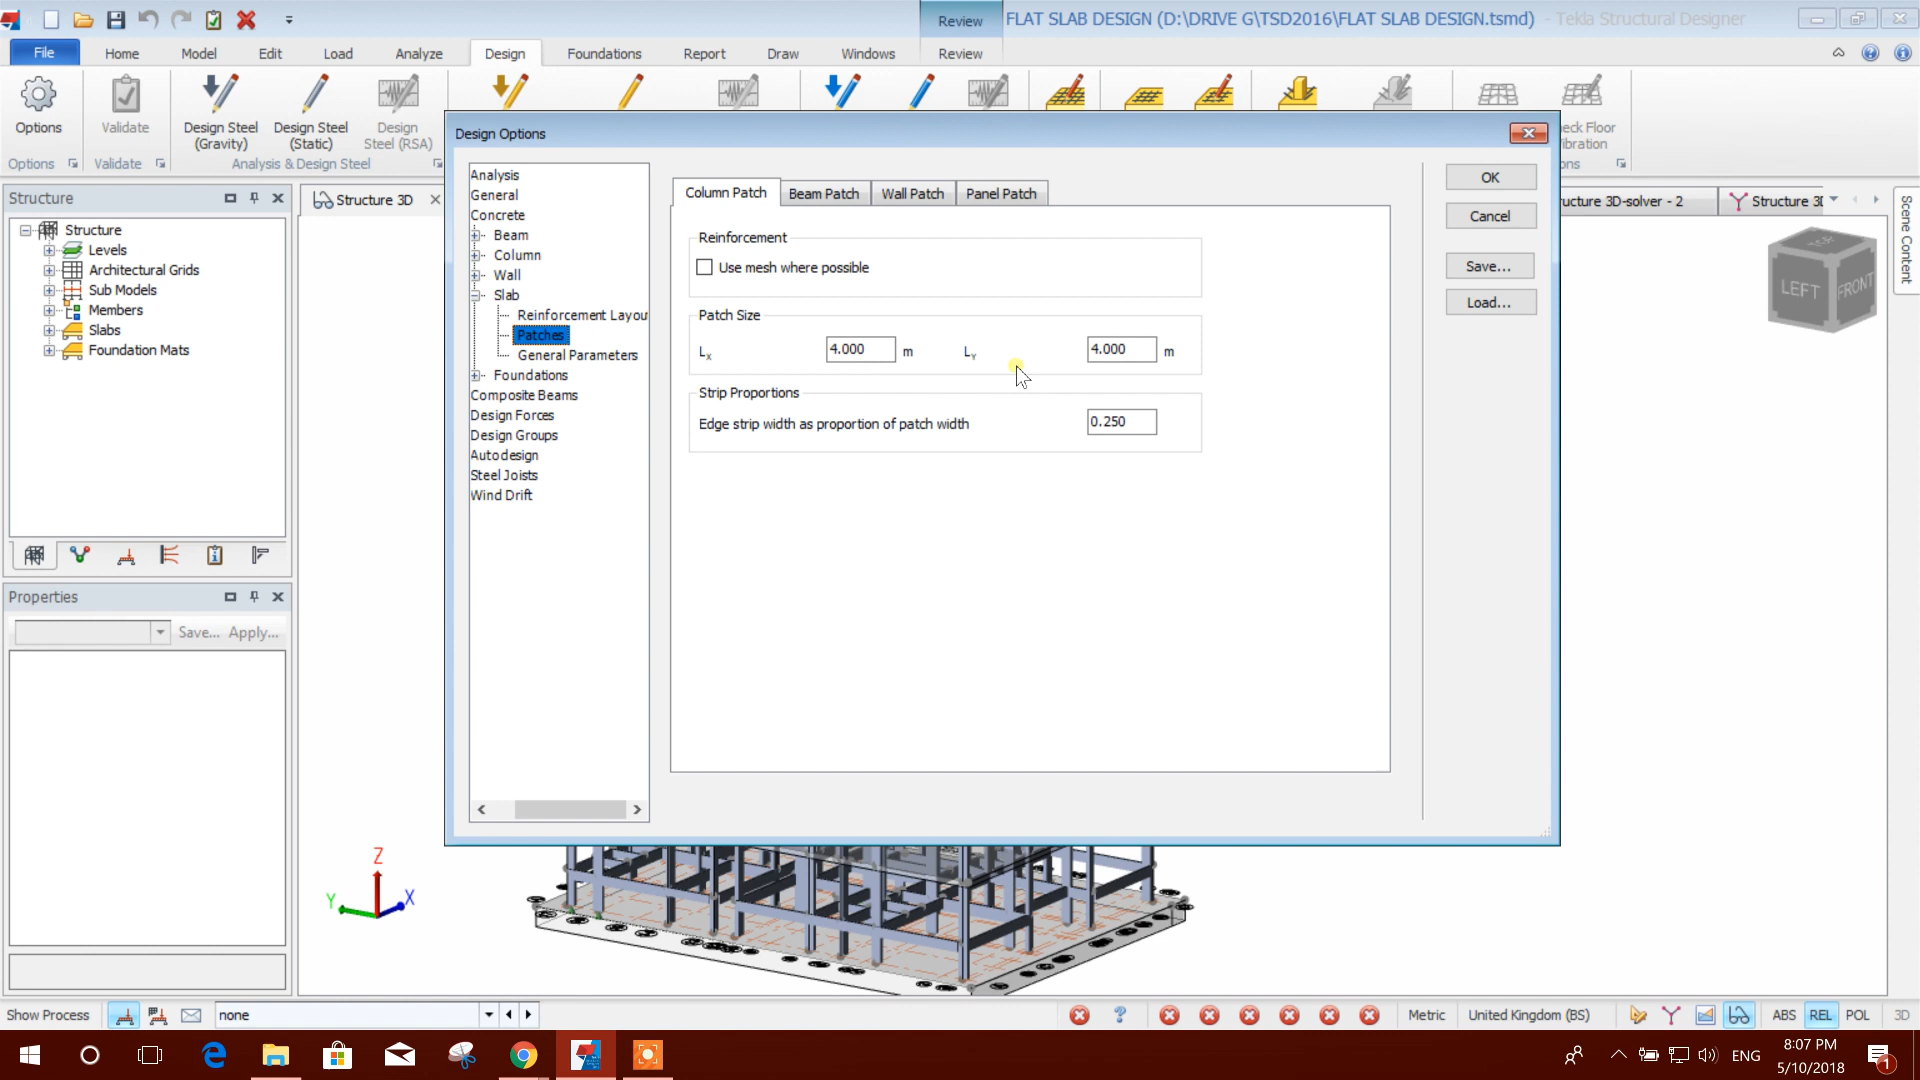 Review
FLAT SLAB DESIGN (D:\DRIVE G\TSD2016\FLAT SLAB DESIGN.tsmd) - Tekla Structural Designer
File Home Model Edit Load Analyze Design Foundations Report Draw Windows Review
Options
Validate
Design Steel (Gravity)
Design Steel (Static)
Design Steel (RSA)
eck Floor
ibration
Options
Validate
Analysis & Design Steel
ons
Structure
Structure 3D
ucture 3D-solver - 2
Structure 3D
Scene Content
Structure
Levels
Architectural Grids
Sub Models
Members
Slabs
Foundation Mats
Properties
Save... Apply...
Design Options
Analysis
General
Concrete
Beam
Column
Wall
Slab
Reinforcement Layou
Patches
General Parameters
Foundations
Composite Beams
Design Forces
Design Groups
Autodesign
Steel Joists
Wind Drift
Column Patch Beam Patch Wall Patch Panel Patch
Reinforcement
Use mesh where possible
Patch Size
Lx 4.000 m LY 4.000 m
Strip Proportions
Edge strip width as proportion of patch width 0.250
OK
Cancel
Save...
Load...
TOP
LEFT
FRONT
Z
Y
X
Show Process
none
Metric
United Kingdom (BS)
ABS REL POL 3D
ENG
8:07 PM
5/10/2018
1